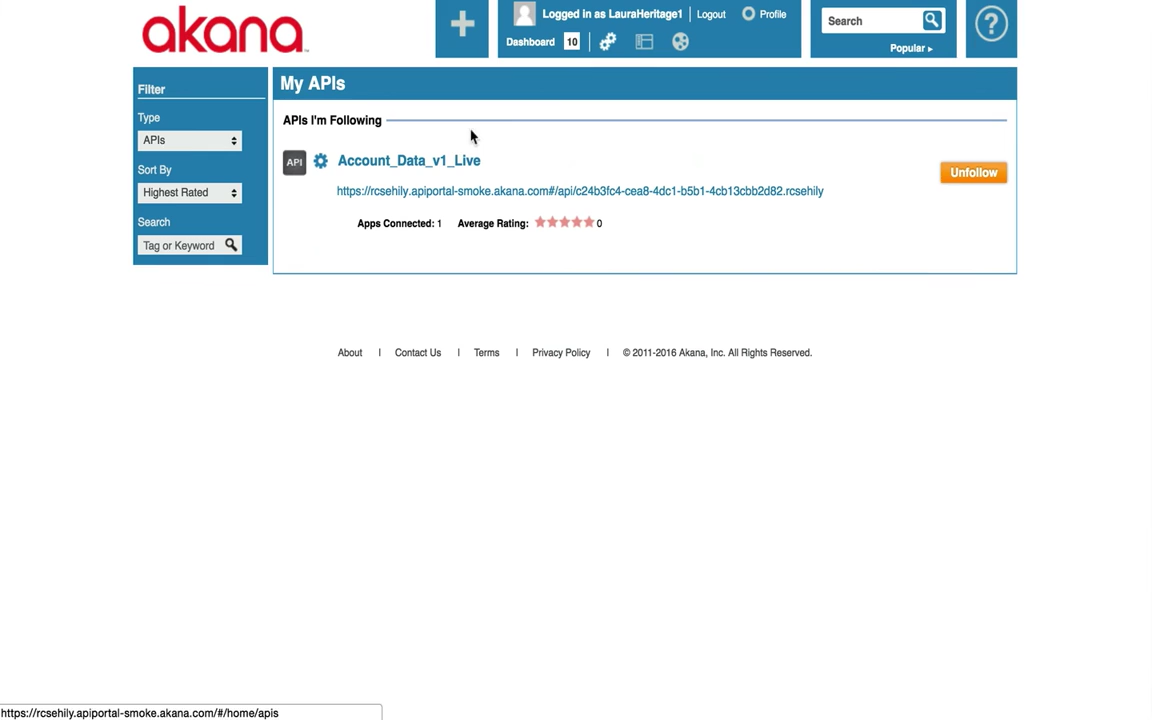 akana
Logged in as LauraHeritage1 | Logout Profile
Dashboard 10
Search
Popular ▸
?
Filter
Type
APIs
Sort By
Highest Rated
Search
Tag or Keyword
My APIs
APIs I'm Following
API Account_Data_v1_Live
Unfollow
https://rcsehily.apiportal-smoke.akana.com#/api/c24b3fc4-cea8-4dc1-b5b1-4cb13cbb2d82.rcsehily
Apps Connected: 1 Average Rating: 0
About | Contact Us | Terms | Privacy Policy | © 2011-2016 Akana, Inc. All Rights Reserved.
https://rcsehily.apiportal-smoke.akana.com/#/home/apis